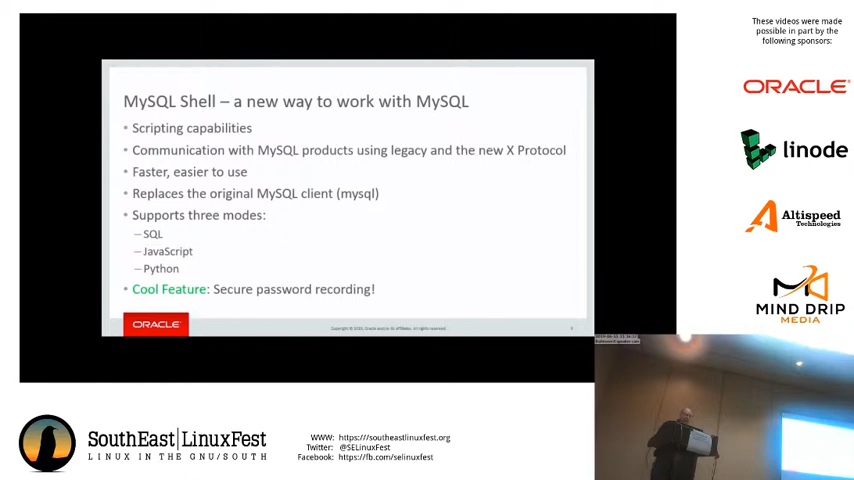 These videos were made
possible in part by the
following sponsors:
ORACLE
linode
Altispeed
Technologies
MIND DRIP
MEDIA
MySQL Shell – a new way to work with MySQL
• Scripting capabilities
• Communication with MySQL products using legacy and the new X Protocol
• Faster, easier to use
• Replaces the original MySQL client (mysql)
• Supports three modes:
– SQL
– JavaScript
– Python
• Cool Feature: Secure password recording!
ORACLE
SouthEast|LinuxFest
LINUX IN THE GNU/SOUTH
WWW: https:///southeastlinuxfest.org
Twitter: @SELinuxFest
Facebook: https://fb.com/selinuxfest